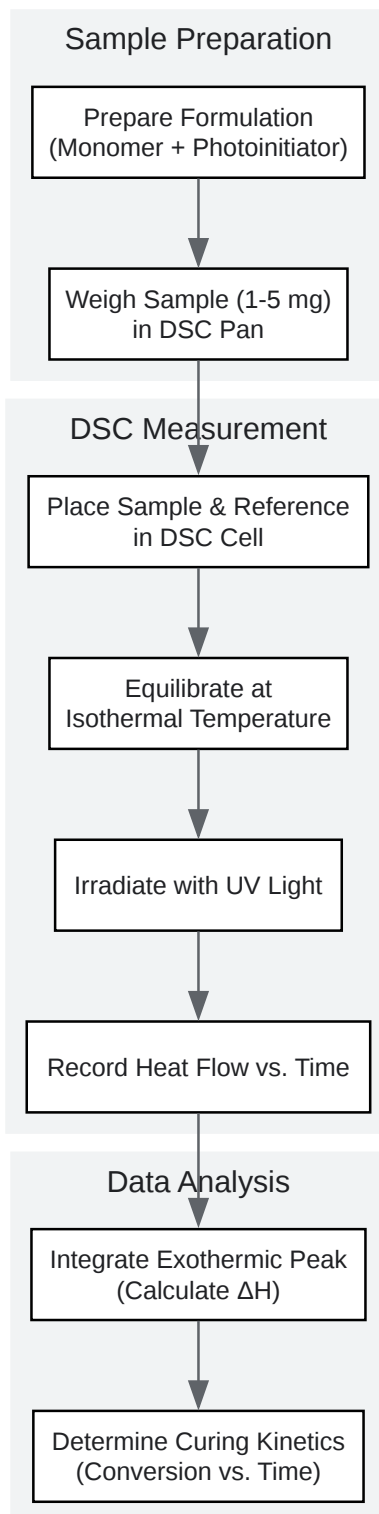 Sample Preparation
Prepare Formulation
(Monomer + Photoinitiator)
Weigh Sample (1-5 mg)
in DSC Pan
DSC Measurement
Place Sample & Reference
in DSC Cell
Equilibrate at
Isothermal Temperature
Irradiate with UV Light
Record Heat Flow vs. Time
Data Analysis
Integrate Exothermic Peak
(Calculate ΔH)
Determine Curing Kinetics
(Conversion vs. Time)